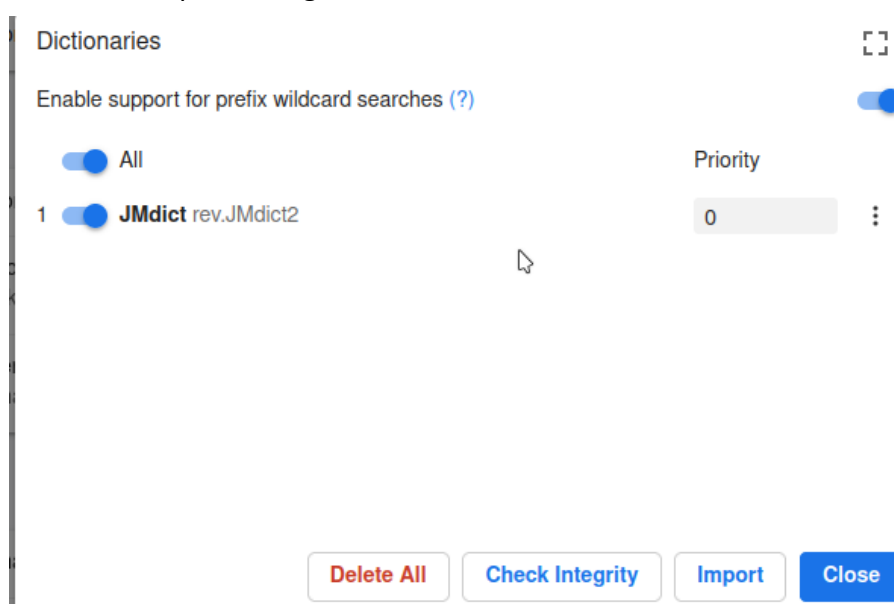 Dictionaries
Enable support for prefix wildcard searches (?)
All Priority
1 JMdict rev.JMdict2 0
Delete All Check Integrity Import Close